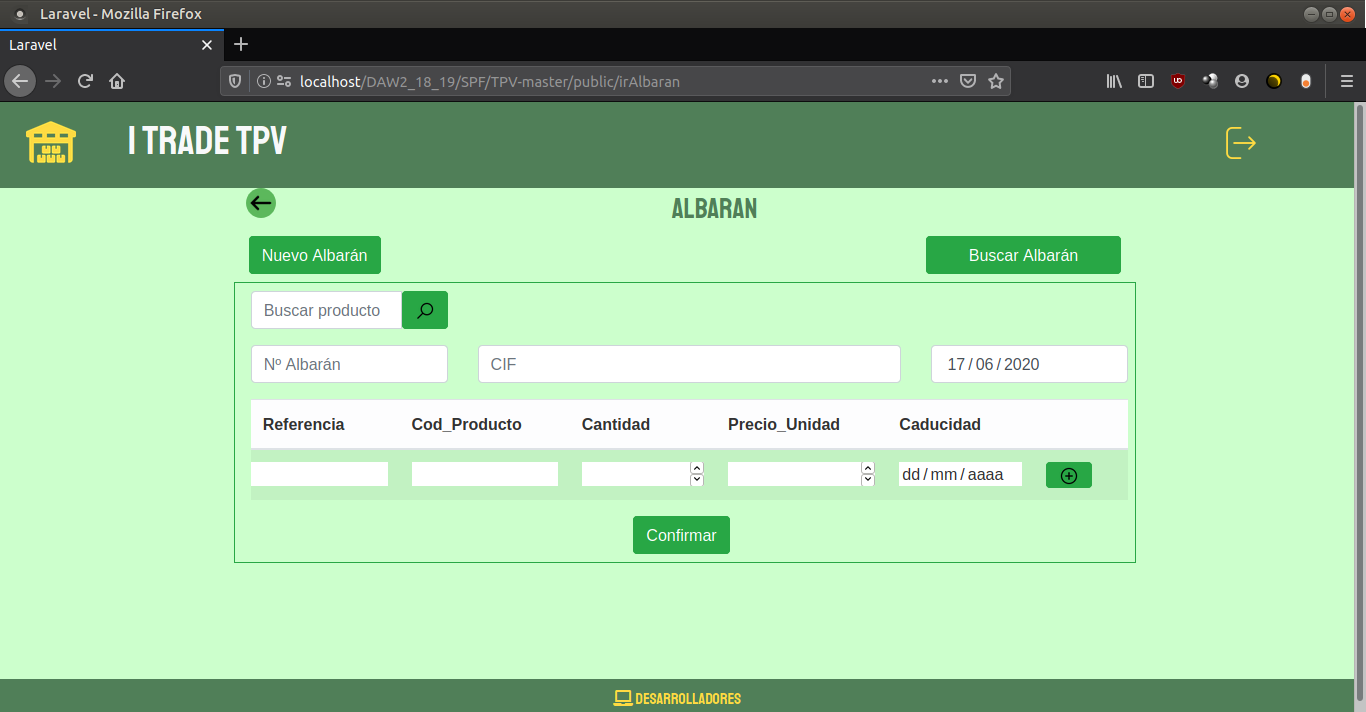 Laravel - Mozilla Firefox
Laravel
localhost/DAW2_18_19/SPF/TPV-master/public/irAlbaran
I TRADE TPV
ALBARAN
Nuevo Albarán
Buscar Albarán
Buscar producto
Nº Albarán CIF 17/06/2020
Referencia Cod_Producto Cantidad Precio_Unidad Caducidad
dd/mm/aaaa
Confirmar
DESARROLLADORES